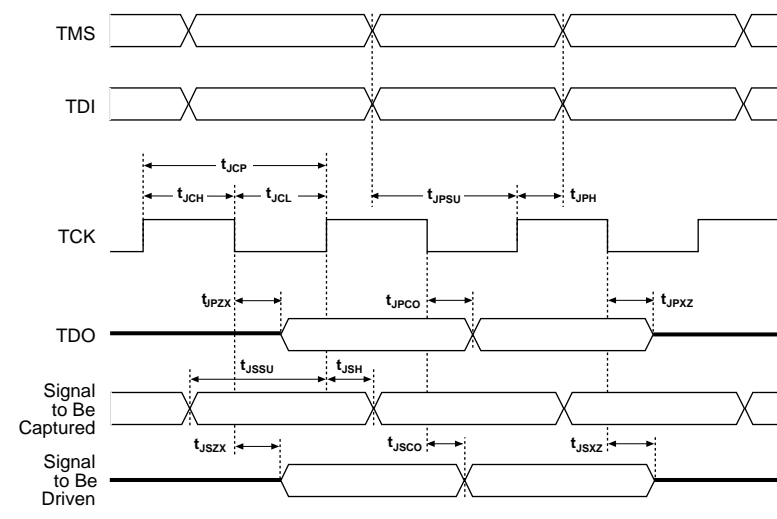 TMS
TDI
tJCP
tJCH
tJCL
tJPSU
tJPH
TCK
tJPZX
tJPCO
tJPXZ
TDO
tJSSU
tJSH
Signal
to Be
Captured
tJSZX
tJSCO
tJSXZ
Signal
to Be
Driven